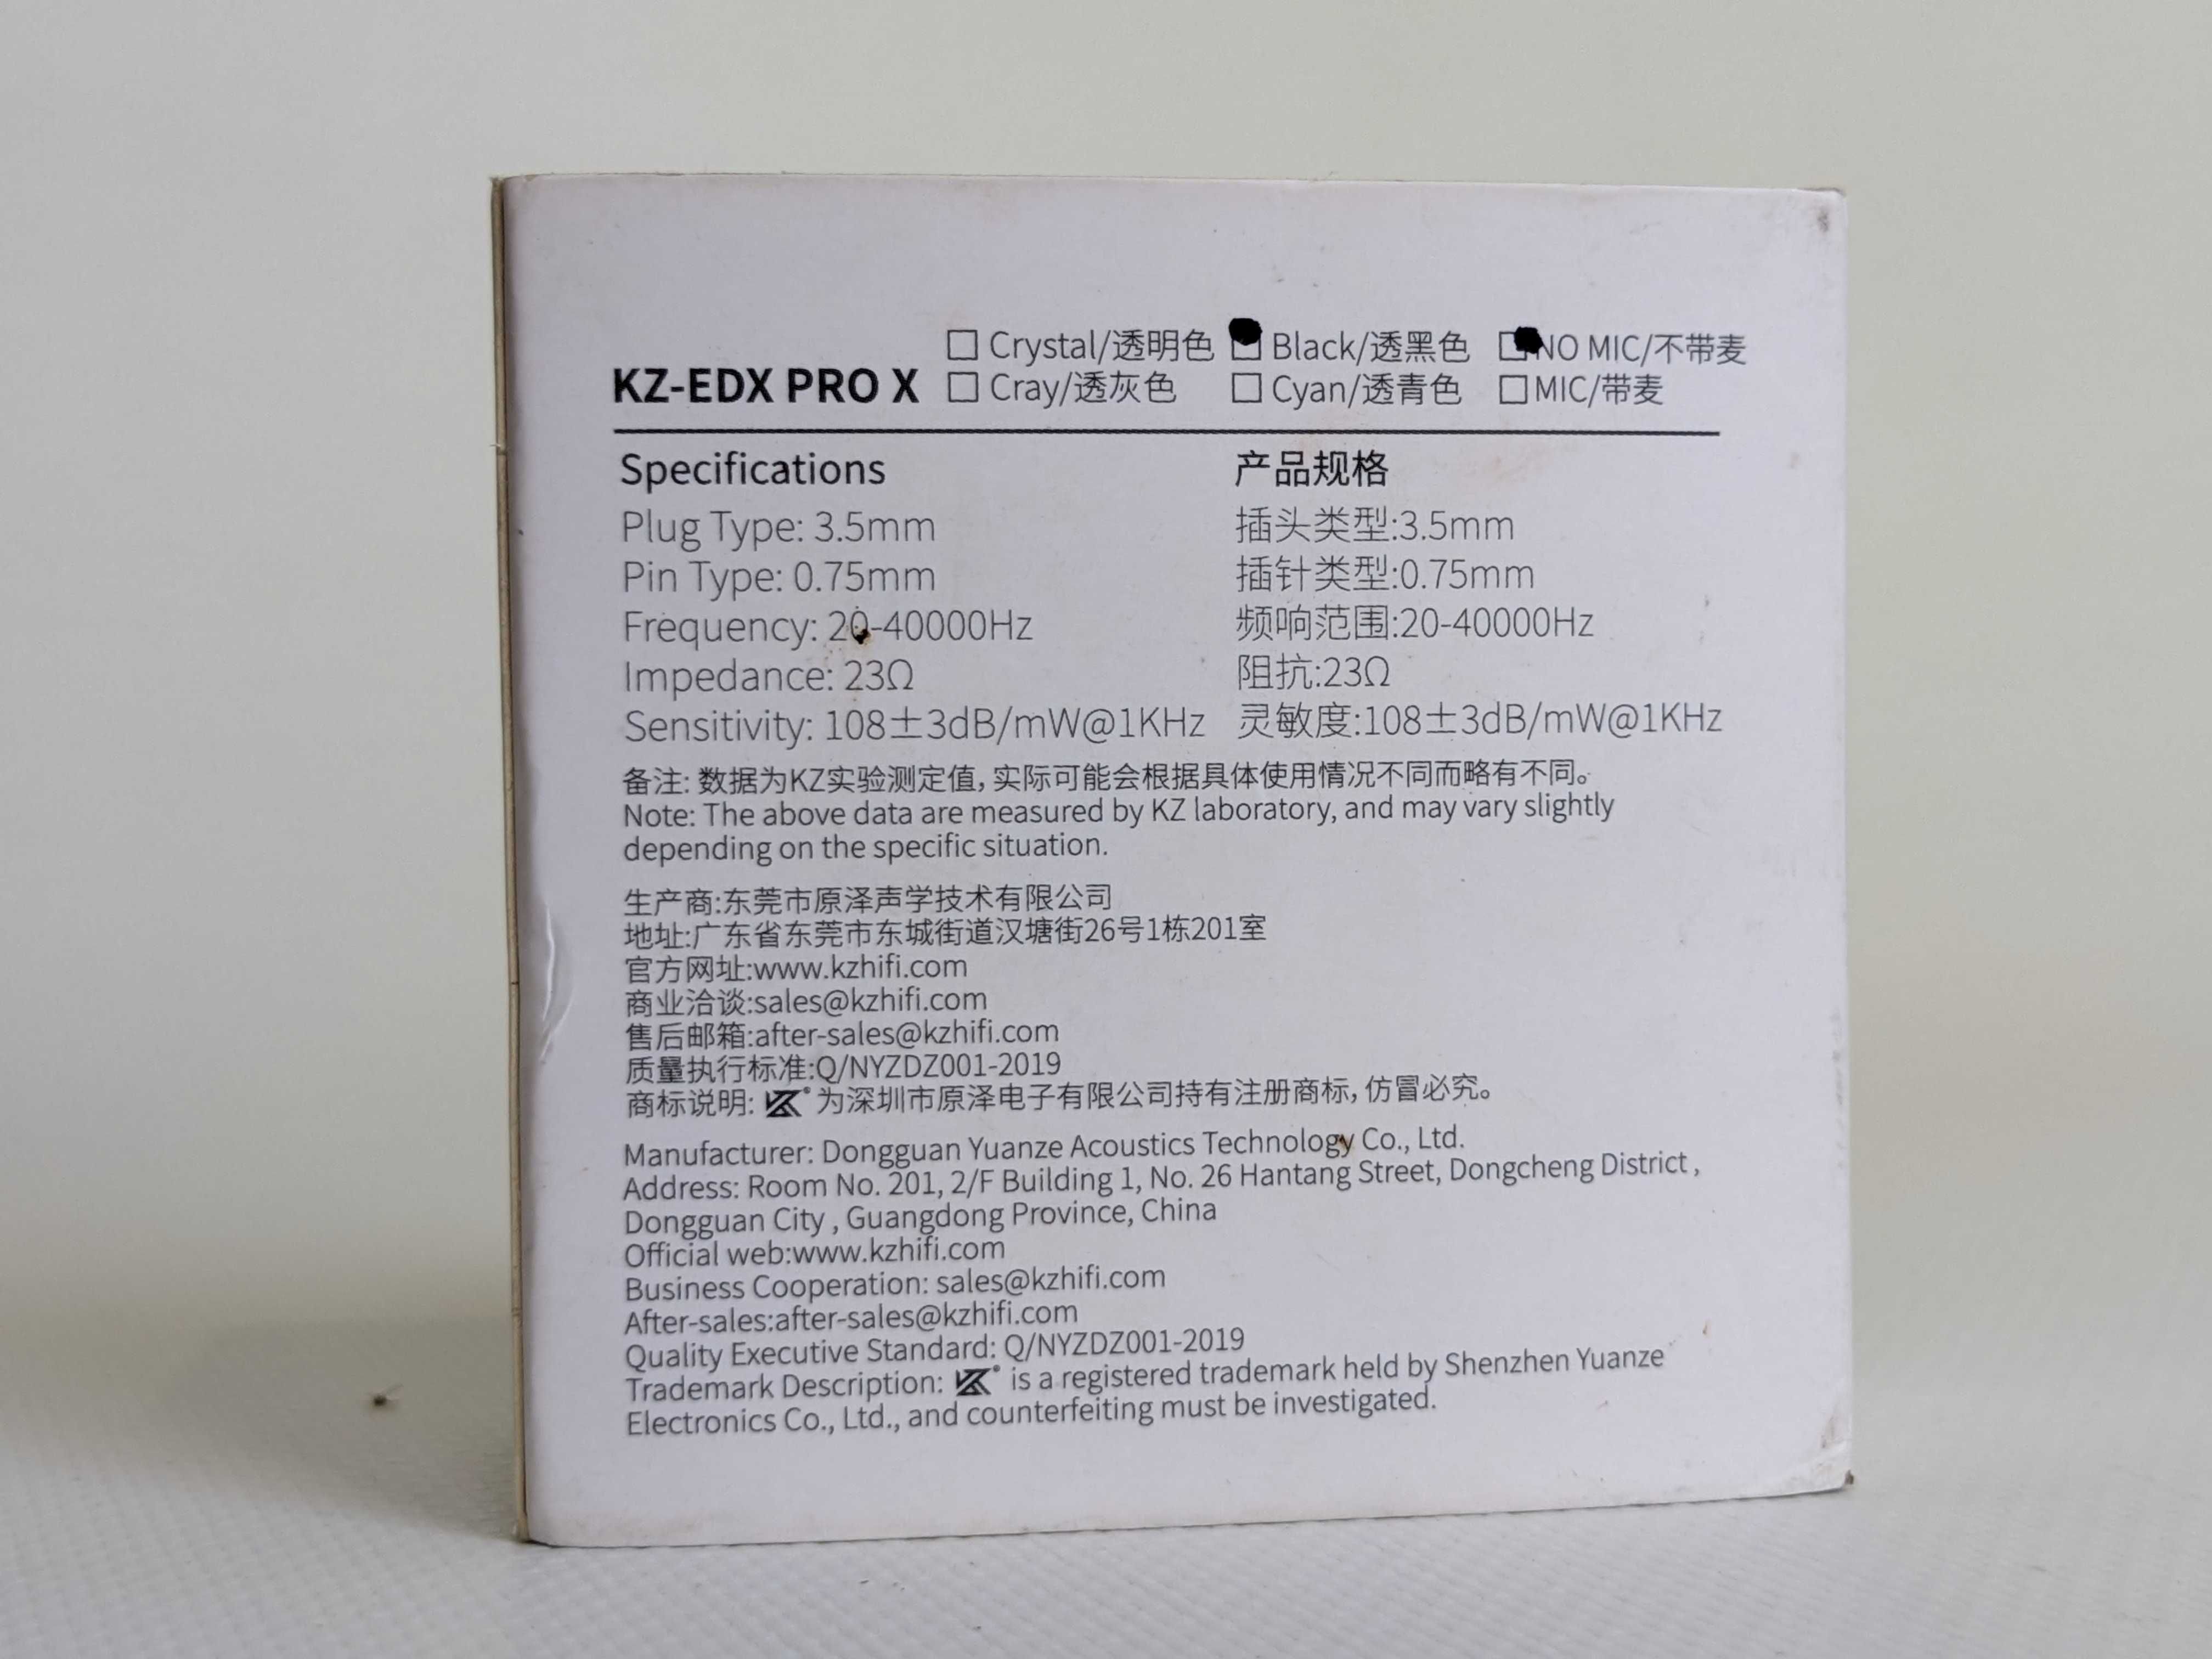 KZ-EDX PRO X
□ Crystal/透明色 □ Black/透黑色 □ NO MIC/不带麦
□ Cray/透灰色 □ Cyan/透青色 □ MIC/带麦
Specifications
Plug Type: 3.5mm
Pin Type: 0.75mm
Frequency: 20-40000Hz
Impedance: 23Ω
Sensitivity: 108±3dB/mW@1KHz
产品规格
插头类型:3.5mm
插针类型:0.75mm
频响范围:20-40000Hz
阻抗:23Ω
灵敏度:108±3dB/mW@1KHz
备注: 数据为KZ实验测定值, 实际可能会根据具体使用情况不同而略有不同。
Note: The above data are measured by KZ laboratory, and may vary slightly
depending on the specific situation.
生产商:东莞市原泽声学技术有限公司
地址:广东省东莞市东城街道汉塘街26号1栋201室
官方网址:www.kzhifi.com
商业洽谈:sales@kzhifi.com
售后邮箱:after-sales@kzhifi.com
质量执行标准:Q/NYZDZ001-2019
商标说明: KZ® 为深圳市原泽电子有限公司持有注册商标, 仿冒必究。
Manufacturer: Dongguan Yuanze Acoustics Technology Co., Ltd.
Address: Room No. 201, 2/F Building 1, No. 26 Hantang Street, Dongcheng District ,
Dongguan City , Guangdong Province, China
Official web:www.kzhifi.com
Business Cooperation: sales@kzhifi.com
After-sales:after-sales@kzhifi.com
Quality Executive Standard: Q/NYZDZ001-2019
Trademark Description: KZ® is a registered trademark held by Shenzhen Yuanze
Electronics Co., Ltd., and counterfeiting must be investigated.